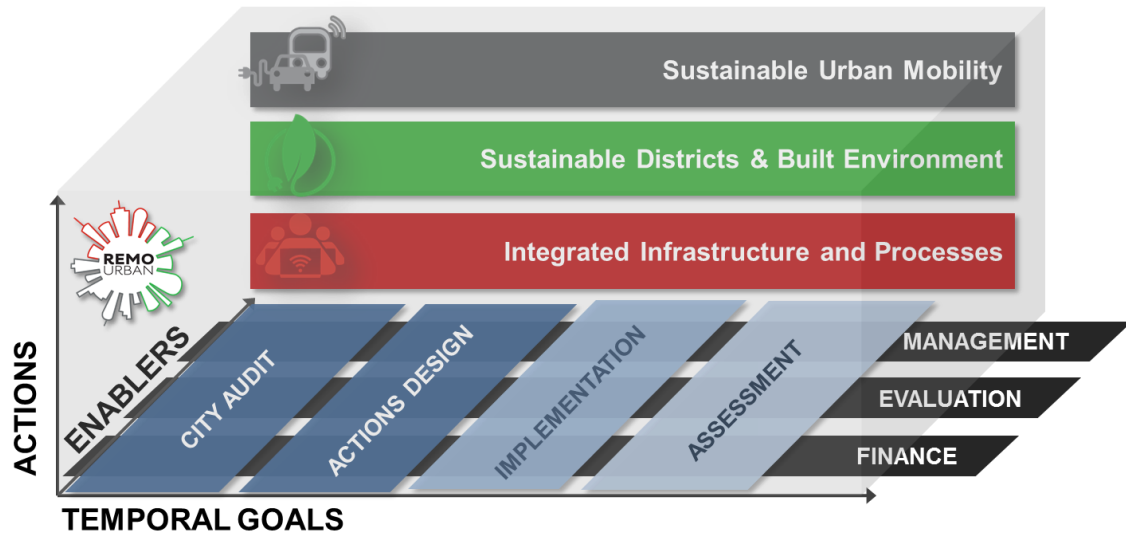 Sustainable Urban Mobility
Sustainable Districts & Built Environment
Integrated Infrastructure and Processes
REMO
URBAN
ACTIONS
ENABLERS
CITY AUDIT
ACTIONS DESIGN
IMPLEMENTATION
ASSESSMENT
MANAGEMENT
EVALUATION
FINANCE
TEMPORAL GOALS